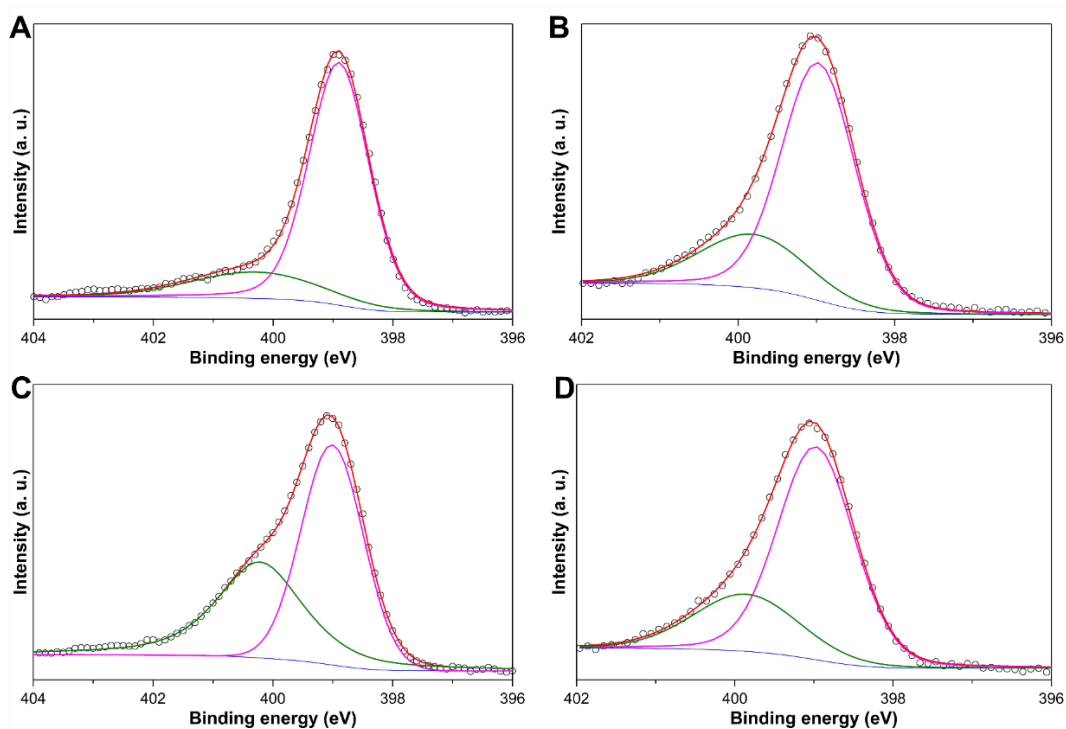 A
Intensity (a. u.)
404 402 400 398 396
Binding energy (eV)
B
Intensity (a. u.)
402 400 398 396
Binding energy (eV)
C
Intensity (a. u.)
404 402 400 398 396
Binding energy (eV)
D
Intensity (a. u.)
402 400 398 396
Binding energy (eV)